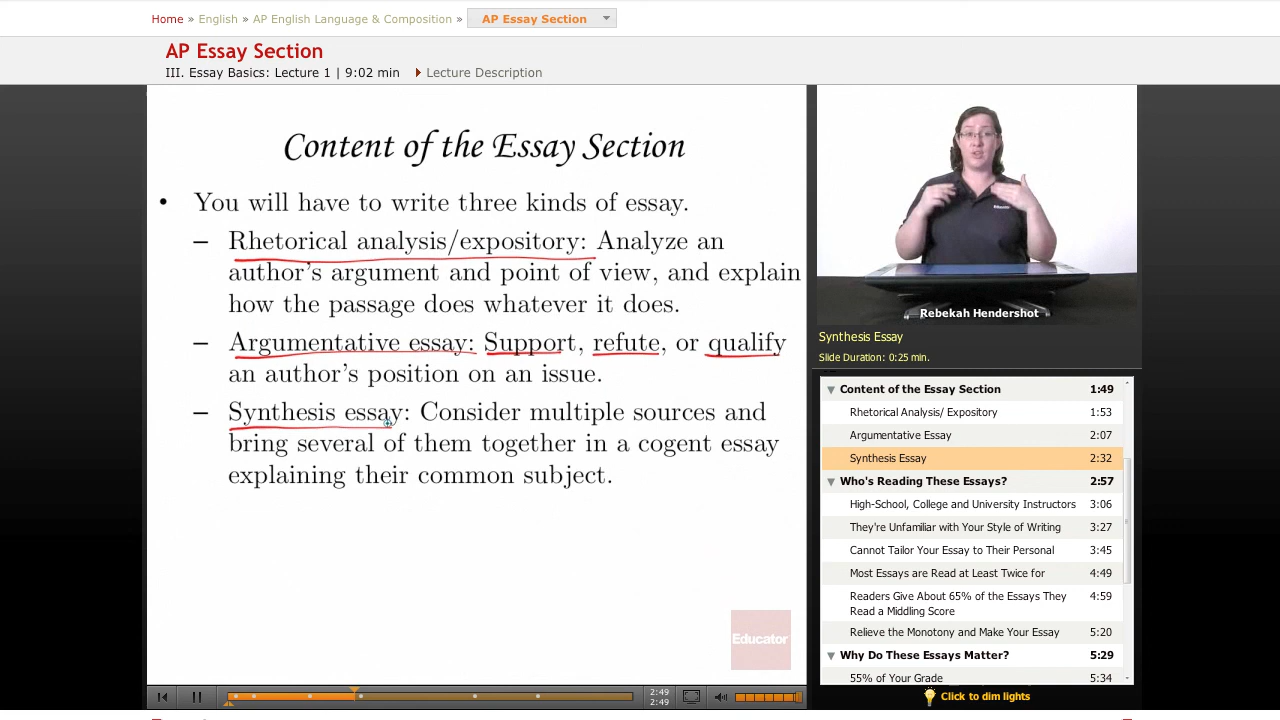 Home » English » AP English Language & Composition » AP Essay Section
AP Essay Section
III. Essay Basics: Lecture 1 | 9:02 min Lecture Description
Content of the Essay Section
• You will have to write three kinds of essay.
– Rhetorical analysis/expository: Analyze an
author's argument and point of view, and explain
how the passage does whatever it does.
– Argumentative essay: Support, refute, or qualify
an author's position on an issue.
– Synthesis essay: Consider multiple sources and
bring several of them together in a cogent essay
explaining their common subject.
Educator
2:49
2:49
Rebekah Hendershot
Synthesis Essay
Slide Duration: 0:25 min.
Content of the Essay Section 1:49
Rhetorical Analysis/ Expository 1:53
Argumentative Essay 2:07
Synthesis Essay 2:32
Who's Reading These Essays? 2:57
High-School, College and University Instructors 3:06
They're Unfamiliar with Your Style of Writing 3:27
Cannot Tailor Your Essay to Their Personal 3:45
Most Essays are Read at Least Twice for 4:49
Readers Give About 65% of the Essays They 4:59
Read a Middling Score
Relieve the Monotony and Make Your Essay 5:20
Why Do These Essays Matter? 5:29
55% of Your Grade 5:34
Click to dim lights